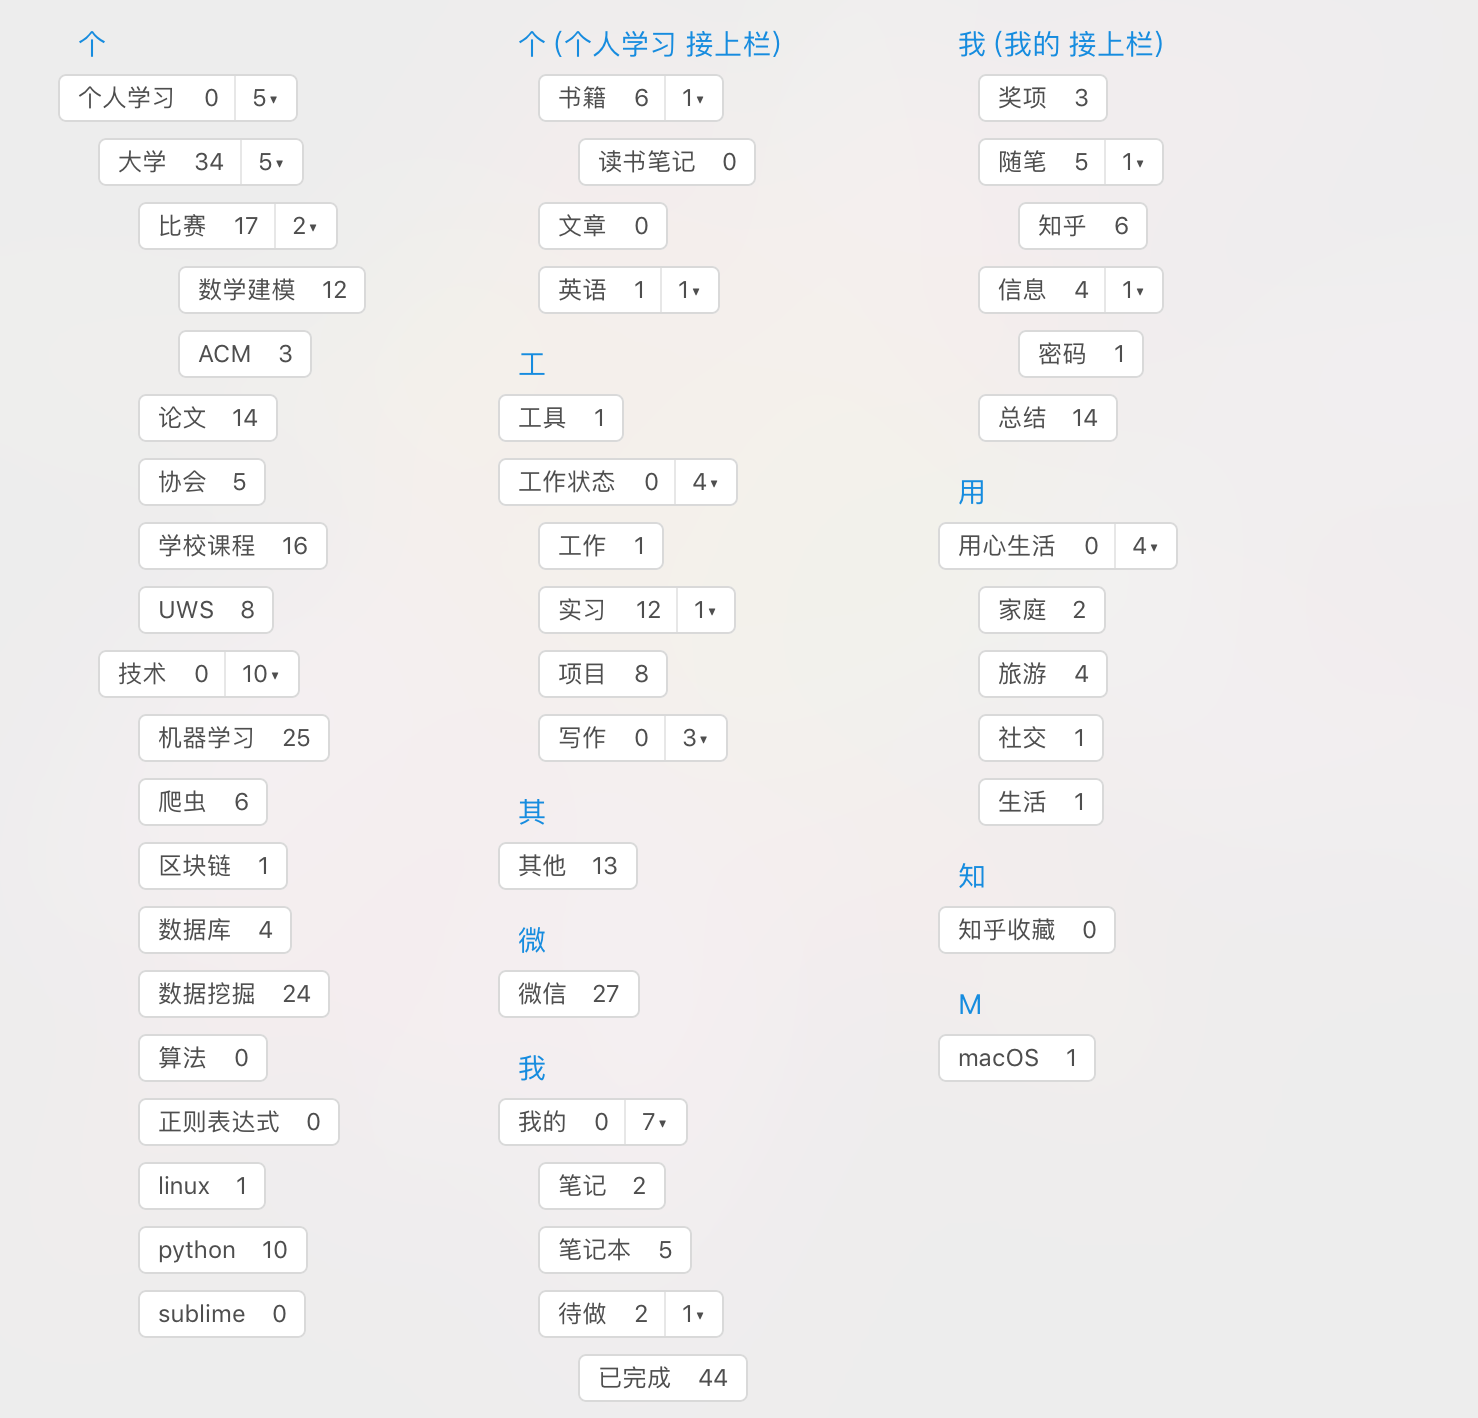 个
个人学习 0 5▾
大学 34 5▾
比赛 17 2▾
数学建模 12
ACM 3
论文 14
协会 5
学校课程 16
UWS 8
技术 0 10▾
机器学习 25
爬虫 6
区块链 1
数据库 4
数据挖掘 24
算法 0
正则表达式 0
linux 1
python 10
sublime 0
个 (个人学习 接上栏)
书籍 6 1▾
读书笔记 0
文章 0
英语 1 1▾
工
工具 1
工作状态 0 4▾
工作 1
实习 12 1▾
项目 8
写作 0 3▾
其
其他 13
微
微信 27
我
我的 0 7▾
笔记 2
笔记本 5
待做 2 1▾
已完成 44
我 (我的 接上栏)
奖项 3
随笔 5 1▾
知乎 6
信息 4 1▾
密码 1
总结 14
用
用心生活 0 4▾
家庭 2
旅游 4
社交 1
生活 1
知
知乎收藏 0
M
macOS 1